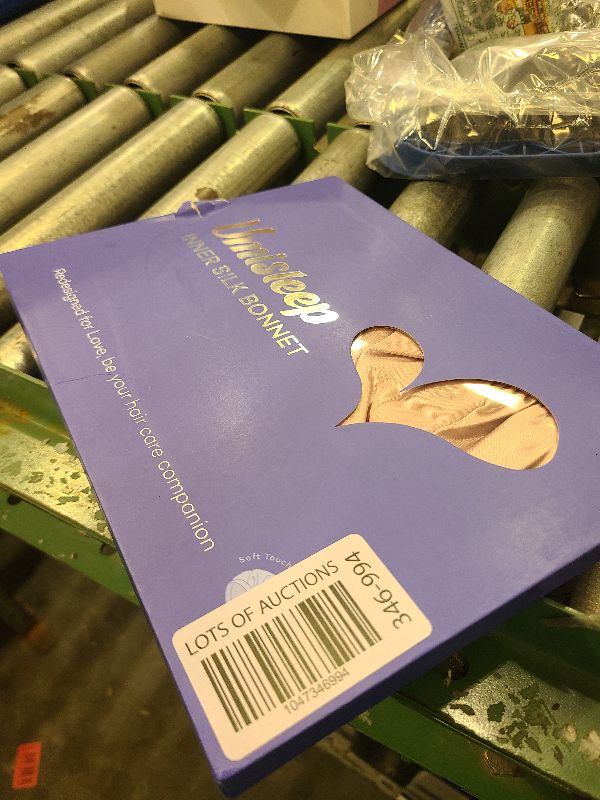 Umisleep
INNER SILK BONNET
Redesigned for Love, be your hair care companion
Soft Touch
LOTS OF AUCTIONS
346-994
1047346994